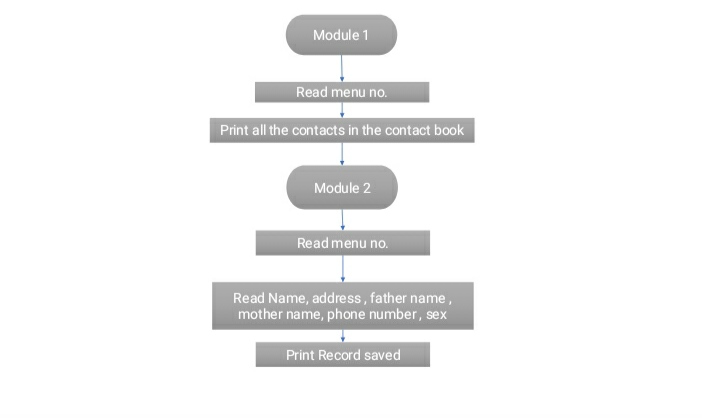 Module 1
Read menu no.
Print all the contacts in the contact book
Module 2
Read menu no.
Read Name, address , father name ,
mother name, phone number , sex
Print Record saved